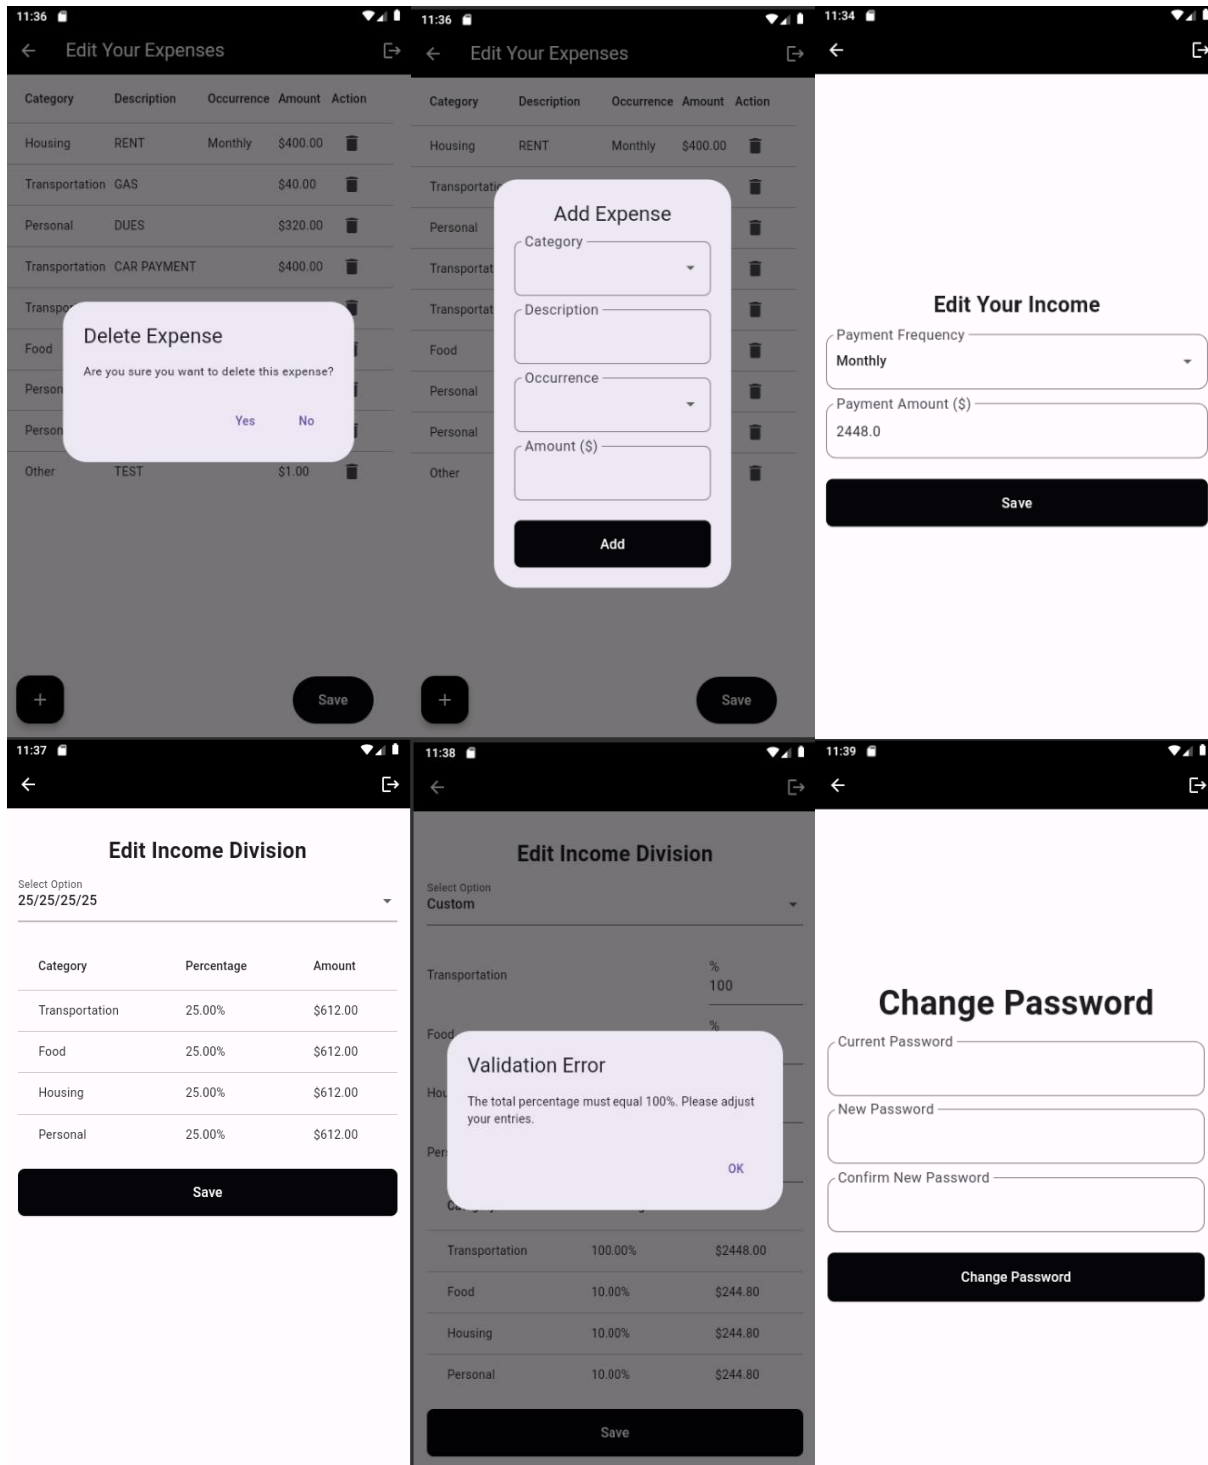 11:36
Edit Your Expenses
Category Description Occurrence Amount Action
Housing RENT Monthly $400.00
Transportation GAS $40.00
Personal DUES $320.00
Transportation CAR PAYMENT $400.00
Food
Other TEST $1.00
Delete Expense
Are you sure you want to delete this expense?
Yes No
+ Save
11:36
Edit Your Expenses
Category Description Occurrence Amount Action
Housing RENT Monthly $400.00
Personal
Food
Personal
Personal
Other
Add Expense
Category
Description
Occurrence
Amount ($)
Add
+ Save
11:34
Edit Your Income
Payment Frequency
Monthly
Payment Amount ($)
2448.0
Save
11:37
Edit Income Division
Select Option
25/25/25/25
Category Percentage Amount
Transportation 25.00% $612.00
Food 25.00% $612.00
Housing 25.00% $612.00
Personal 25.00% $612.00
Save
11:38
Edit Income Division
Select Option
Custom
Transportation
%
100
Food
%
Validation Error
The total percentage must equal 100%. Please adjust
your entries.
OK
Transportation 100.00% $2448.00
Food 10.00% $244.80
Housing 10.00% $244.80
Personal 10.00% $244.80
Save
11:39
Change Password
Current Password
New Password
Confirm New Password
Change Password